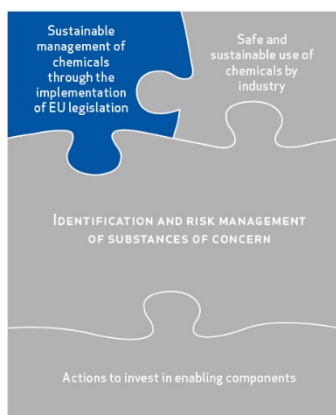 Sustainable
management of
chemicals
through the
implementation
of EU legislation
Safe and
sustainable use of
chemicals by
industry
IDENTIFICATION AND RISK MANAGEMENT
OF SUBSTANCES OF CONCERN
Actions to invest in enabling components